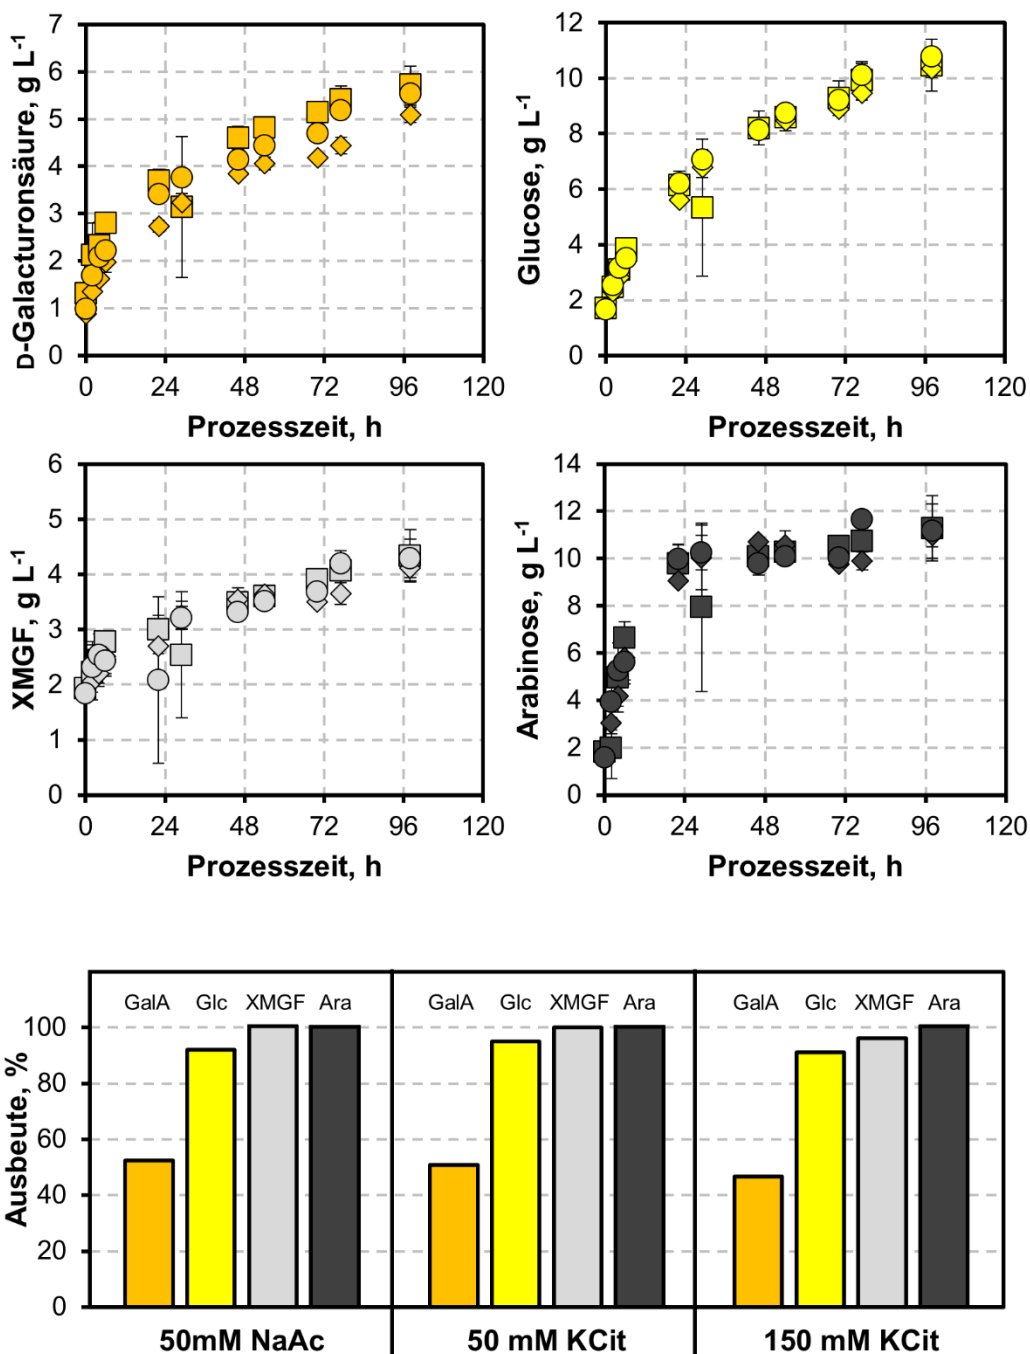 D-Galacturonsäure, g L-1
7
6
5
4
3
2
1
0
0 24 48 72 96 120
Prozesszeit, h
Glucose, g L-1
12
10
8
6
4
2
0
0 24 48 72 96 120
Prozesszeit, h
XMGF, g L-1
6
5
4
3
2
1
0
0 24 48 72 96 120
Prozesszeit, h
Arabinose, g L-1
14
12
10
8
6
4
2
0
0 24 48 72 96 120
Prozesszeit, h
Ausbeute, %
100
80
60
40
20
0
GalA Glc XMGF Ara
GalA Glc XMGF Ara
GalA Glc XMGF Ara
50mM NaAc
50 mM KCit
150 mM KCit